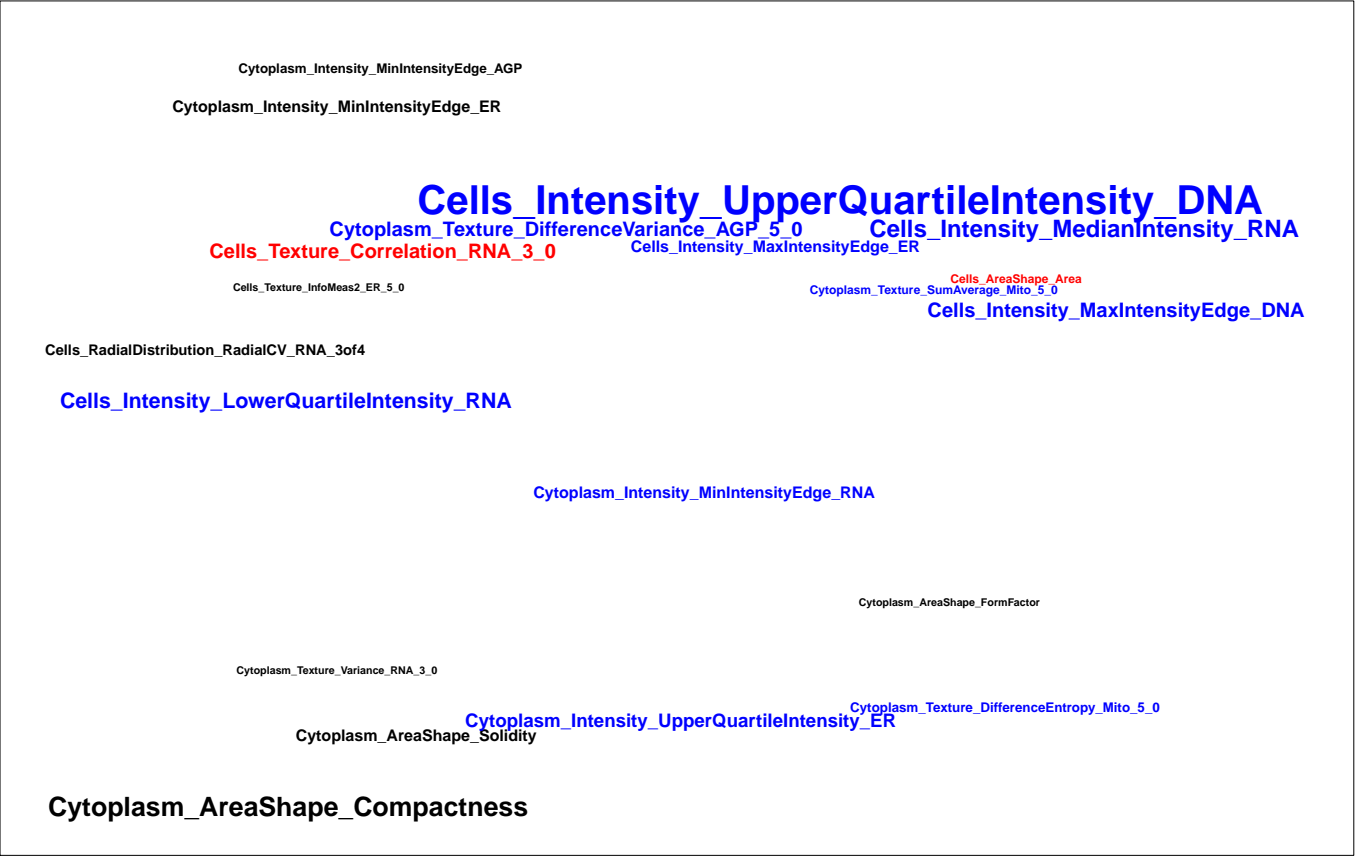 Cytoplasm_Intensity_MinIntensityEdge_AGP
Cytoplasm_Intensity_MinIntensityEdge_ER
Cells_Intensity_UpperQuartileIntensity_DNA
Cytoplasm_Texture_DifferenceVariance_AGP_5_0
Cells_Intensity_MedianIntensity_RNA
Cells_Intensity_MaxIntensityEdge_ER
Cells_Texture_Correlation_RNA_3_0
Cells_AreaShape_Area
Cells_Texture_InfoMeas2_ER_5_0
Cytoplasm_Texture_SumAverage_Mito_5_0
Cells_Intensity_MaxIntensityEdge_DNA
Cells_RadialDistribution_RadialCV_RNA_3of4
Cells_Intensity_LowerQuartileIntensity_RNA
Cytoplasm_Intensity_MinIntensityEdge_RNA
Cytoplasm_AreaShape_FormFactor
Cytoplasm_Texture_Variance_RNA_3_0
Cytoplasm_Texture_DifferenceEntropy_Mito_5_0
Cytoplasm_Intensity_UpperQuartileIntensity_ER
Cytoplasm_AreaShape_Solidity
Cytoplasm_AreaShape_Compactness